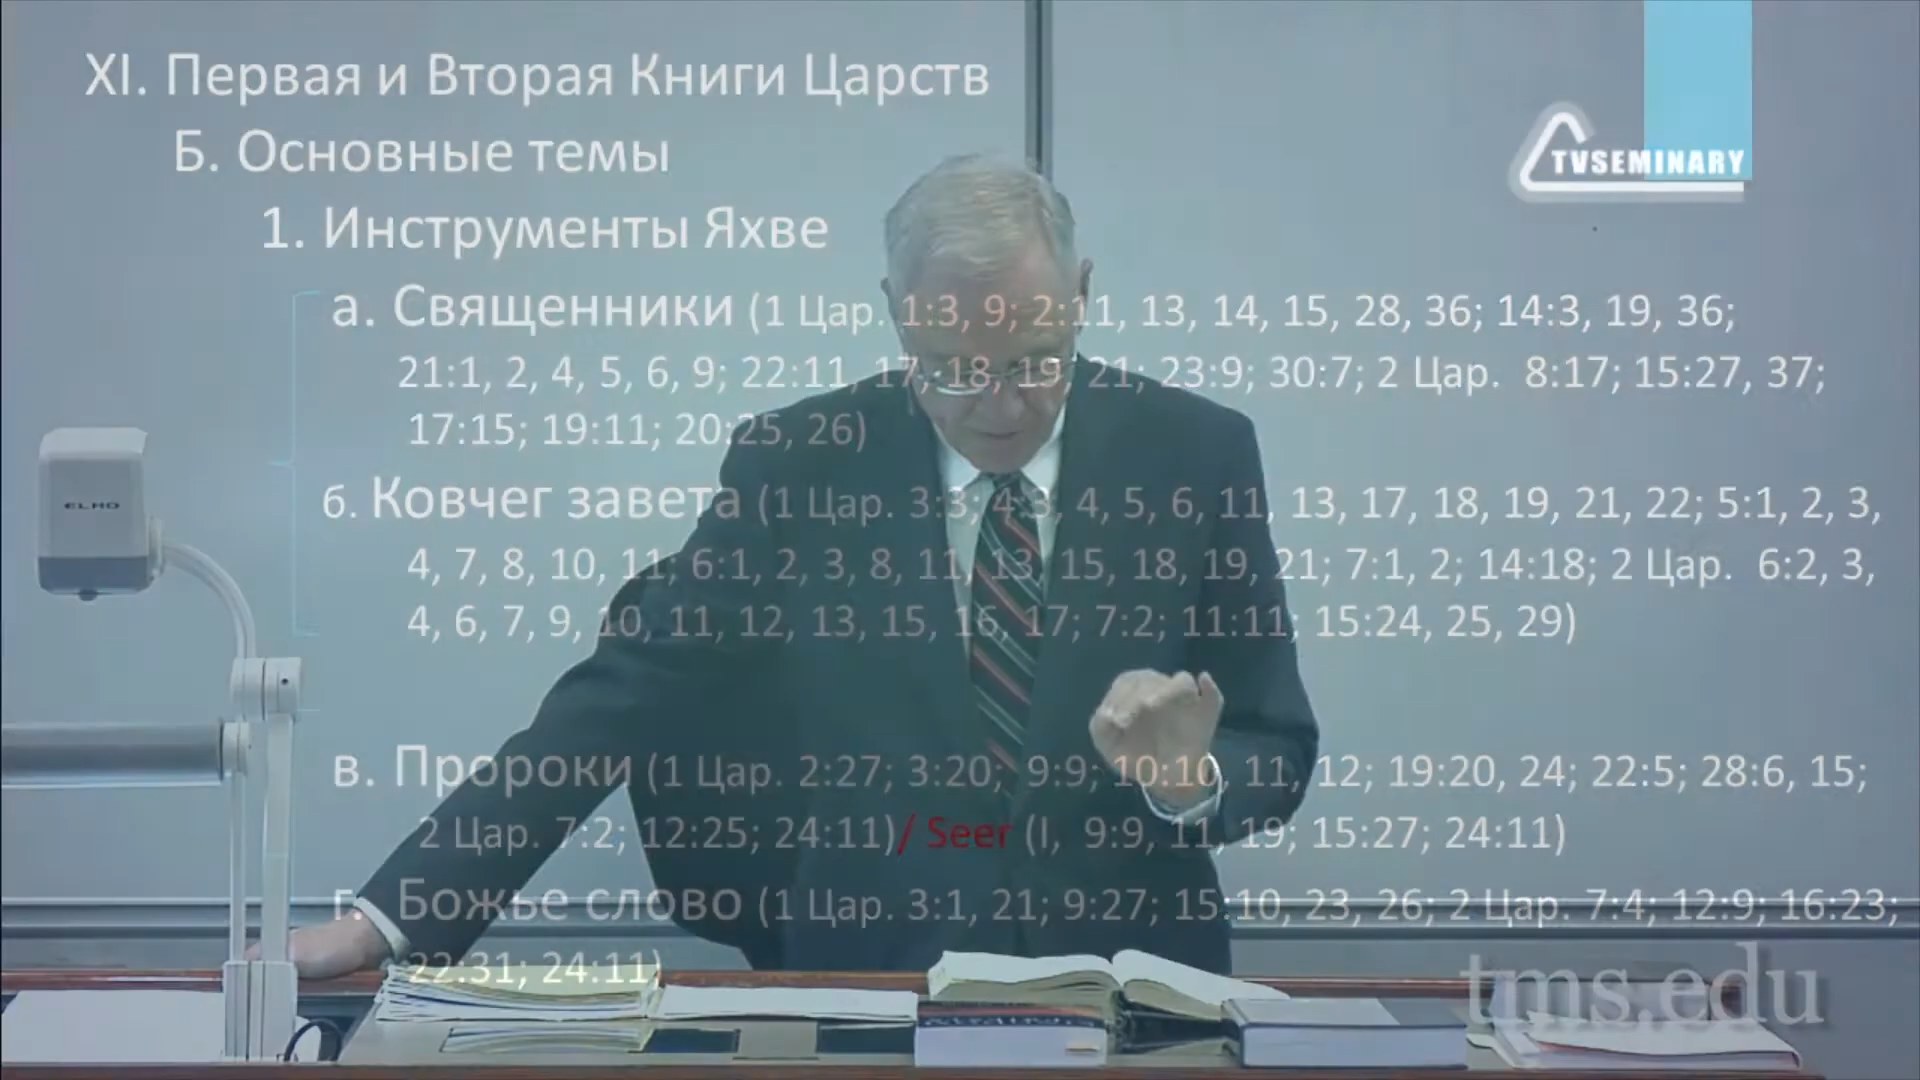 XI. Первая и Вторая Книги Царств
Б. Основные темы
TVSEMINARY
1. Инструменты Яхве
а. Священники (1 Цар. 1:3, 9; 2:11, 13, 14, 15, 28, 36; 14:3, 19, 36;
21:1, 2, 4, 5, 6, 9; 22:11, 17, 18, 19, 21; 23:9; 30:7; 2 Цар. 8:17; 15:27, 37;
17:15; 19:11; 20:25, 26)
б. Ковчег завета (1 Цар. 3:3; 4:3, 4, 5, 6, 11, 13, 17, 18, 19, 21, 22; 5:1, 2, 3,
ELMO
4, 7, 8, 10, 11; 6:1, 2, 3, 8, 11, 13, 15, 18, 19, 21; 7:1, 2; 14:18; 2 Цар. 6:2, 3,
4, 6, 7, 9, 10, 11, 12, 13, 15, 16, 17; 7:2; 11:11; 15:24, 25, 29)
в. Пророки (1 Цар. 2:27; 3:20; 9:9; 10:10, 11, 12; 19:20, 24; 22:5; 28:6, 15;
2 Цар. 7:2; 12:25; 24:11)/ Seer (I, 9:9, 11, 19; 15:27; 24:11)
г. Божье слово (1 Цар. 3:1, 21; 9:27; 15:10, 23, 26; 2 Цар. 7:4; 12:9; 16:23;
22:31; 24:11)
tms.edu